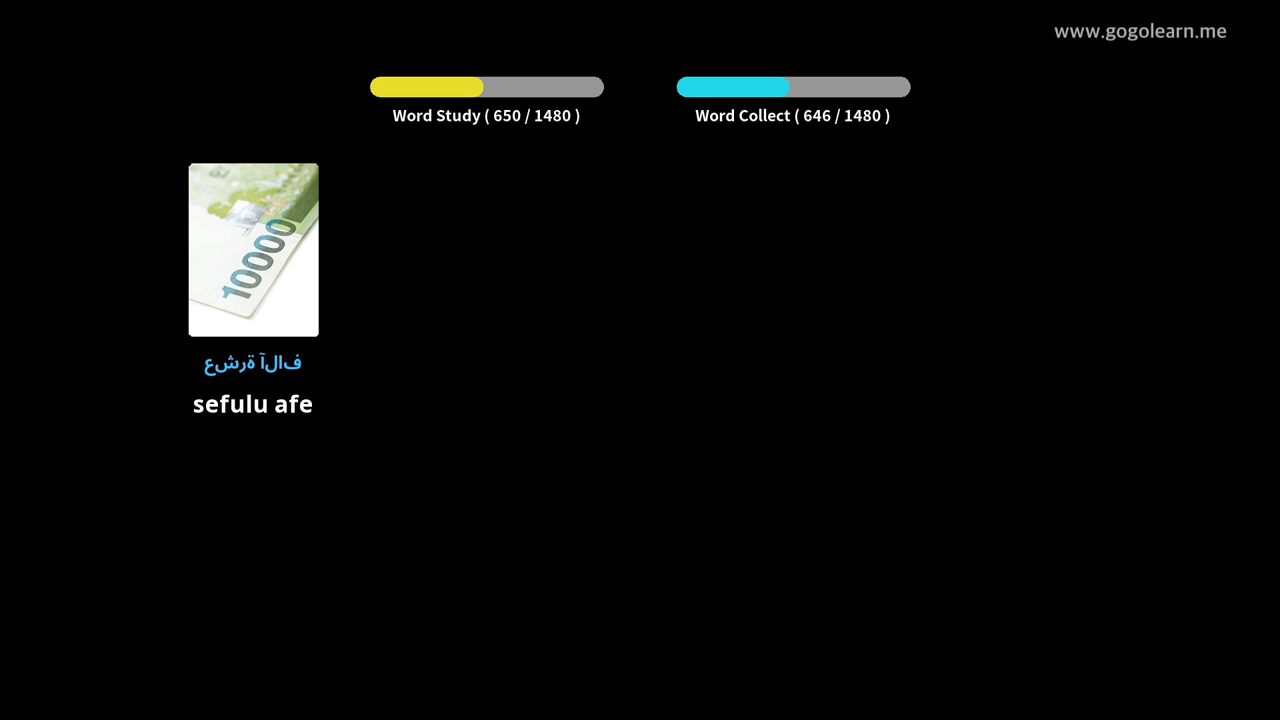 www.gogolearn.me
Word Study ( 650 / 1480 )
Word Collect ( 646 / 1480 )
10000
عشرة آلاف
sefulu afe